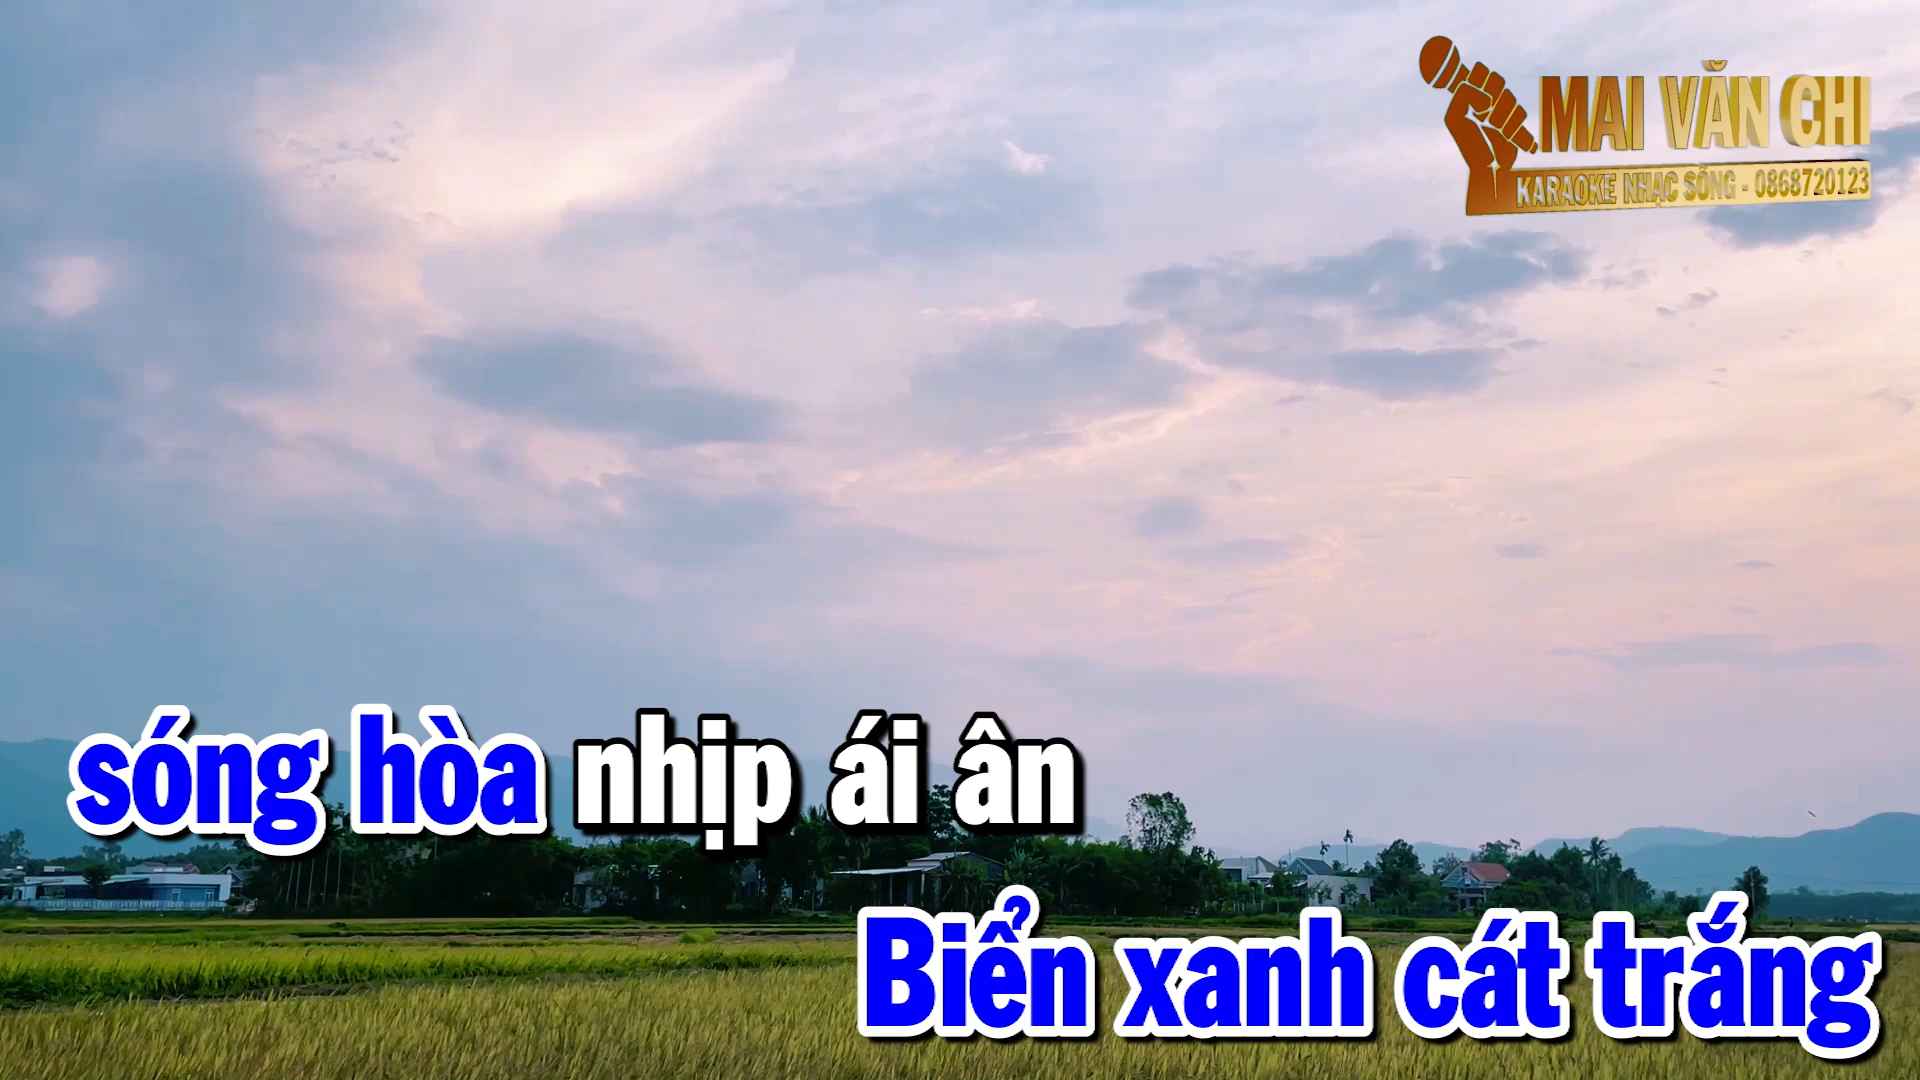 MAI VĂN CHI
KARAOKE NHẠC SỐNG - 0868720123
sóng hòa nhịp ái ân
Biển xanh cát trắng